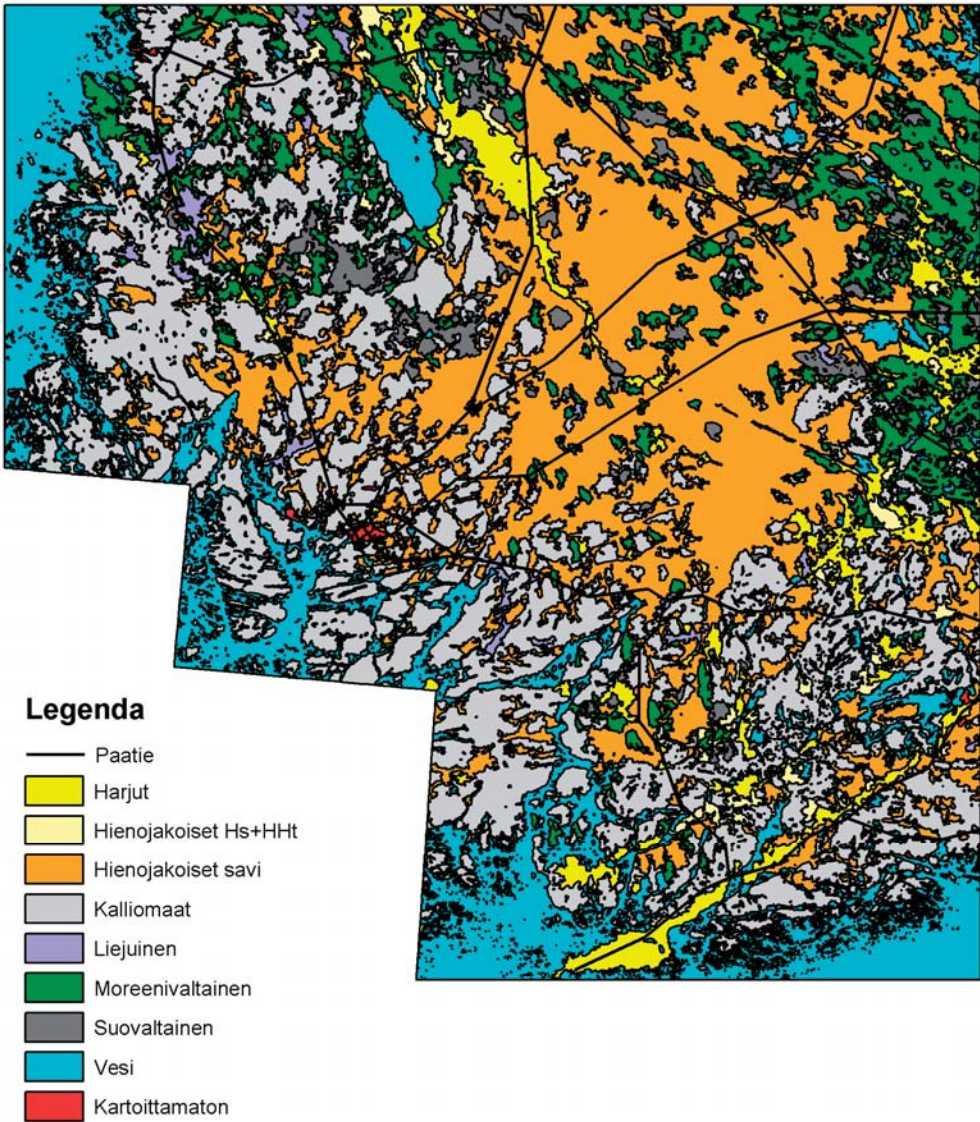 Legenda
Paatie
Harjut
Hienojakoiset Hs+HHt
Hienojakoiset savi
Kalliomaat
Liejuinen
Moreenivaltainen
Suovaltainen
Vesi
Kartoittamaton